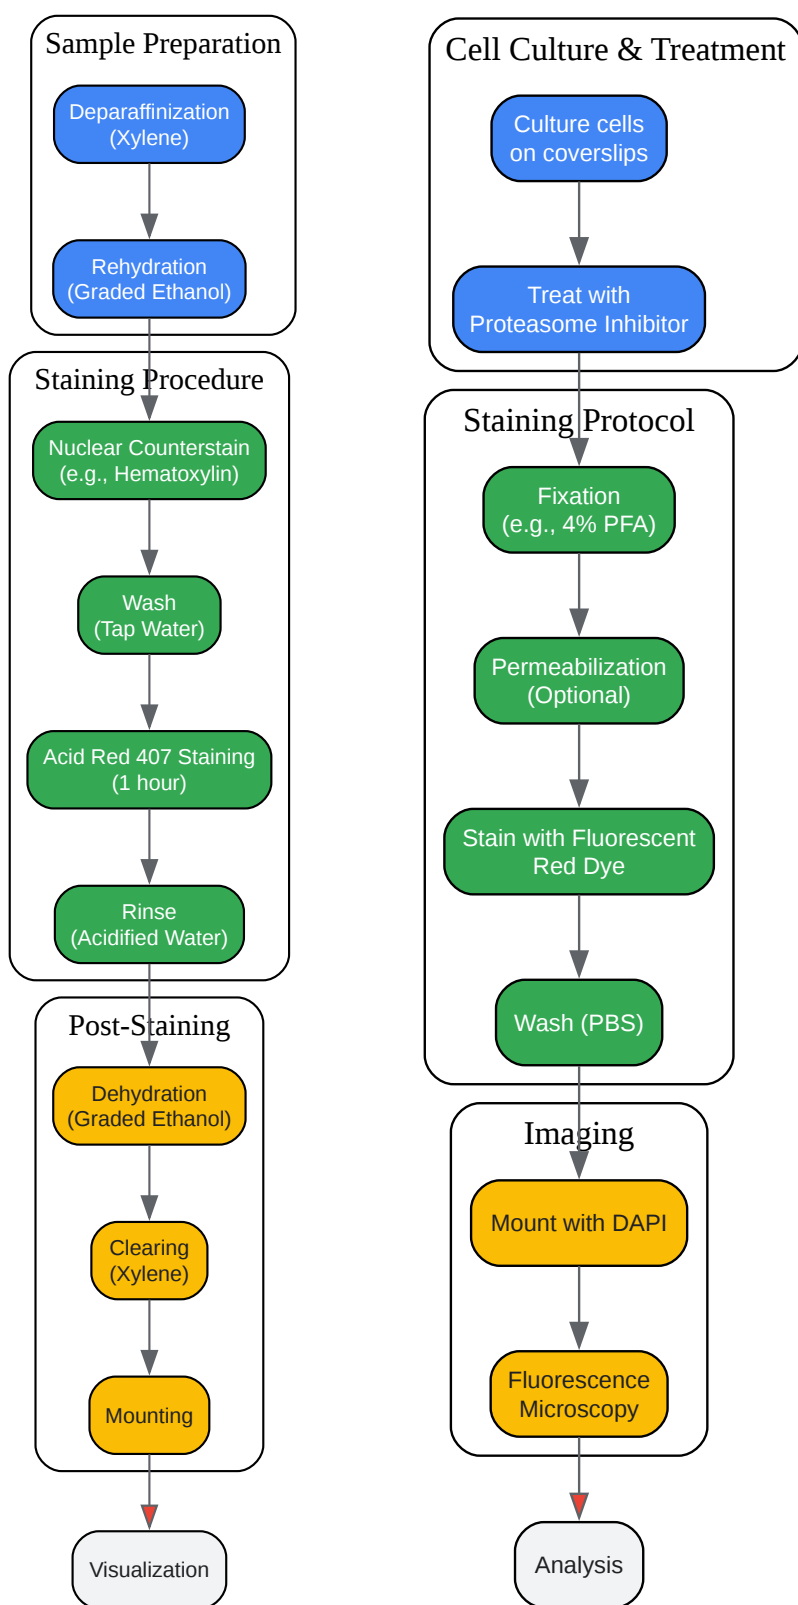 Sample Preparation
Deparaffinization
(Xylene)
Rehydration
(Graded Ethanol)
Staining Procedure
Nuclear Counterstain
(e.g., Hematoxylin)
Wash
(Tap Water)
Acid Red 407 Staining
(1 hour)
Rinse
(Acidified Water)
Post-Staining
Dehydration
(Graded Ethanol)
Clearing
(Xylene)
Mounting
Visualization
Cell Culture & Treatment
Culture cells
on coverslips
Treat with
Proteasome Inhibitor
Staining Protocol
Fixation
(e.g., 4% PFA)
Permeabilization
(Optional)
Stain with Fluorescent
Red Dye
Wash (PBS)
Imaging
Mount with DAPI
Fluorescence
Microscopy
Analysis